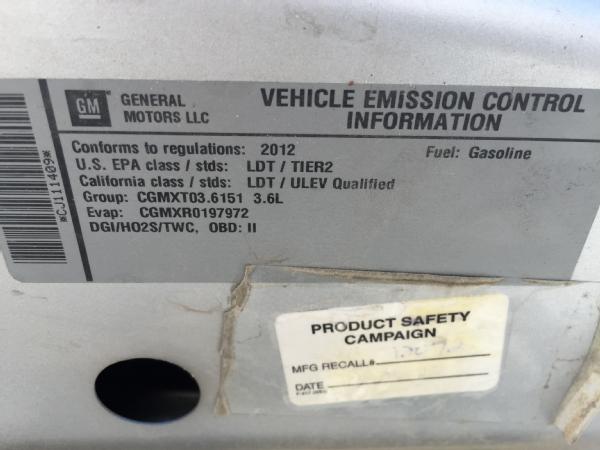 *CJ111409*
GM
GENERAL MOTORS LLC
VEHICLE EMISSION CONTROL INFORMATION
Conforms to regulations: 2012
Fuel: Gasoline
U.S. EPA class / stds: LDT / TIER2
California class / stds: LDT / ULEV Qualified
Group: CGMXT03.6151 3.6L
Evap: CGMXR0197972
DGI/HO2S/TWC, OBD: II
PRODUCT SAFETY
CAMPAIGN
MFG RECALL#
DATE